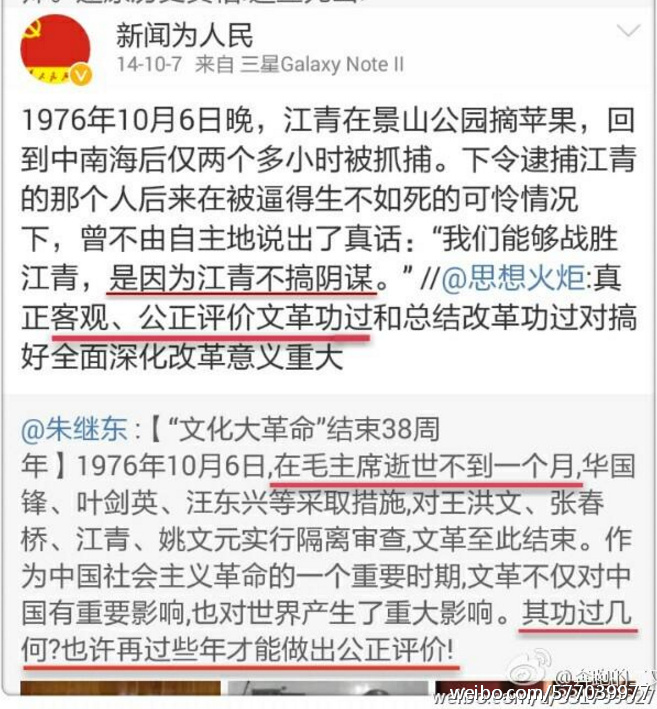 新闻为人民
14-10-7 来自 三星Galaxy Note II
1976年10月6日晚，江青在景山公园摘苹果，回
到中南海后仅两个多小时被抓捕。下令逮捕江青
的那个人后来在被逼得生不如死的可怜情况
下，曾不由自主地说出了真话：“我们能够战胜
江青，是因为江青不搞阴谋。” //@思想火炬:真
正客观、公正评价文革功过和总结改革功过对搞
好全面深化改革意义重大
@朱继东 :【 “文化大革命”结束38周
年 】1976年10月6日,在毛主席逝世不到一个月,华国
锋、叶剑英、汪东兴等采取措施,对王洪文、张春
桥、江青、姚文元实行隔离审查,文革至此结束。作
为中国社会主义革命的一个重要时期,文革不仅对中
国有重要影响,也对世界产生了重大影响。其功过几
何?也许再过些年才能做出公正评价!
weibo.com/577039977